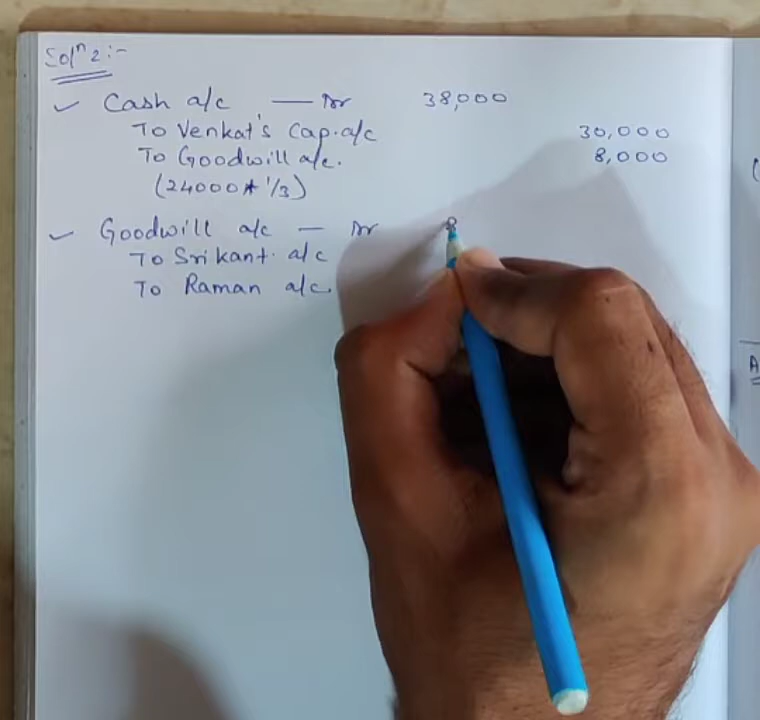 Solⁿ 2:-
✓ Cash a/c — Dr 38,000
To Venkat's Cap. a/c 30,000
To Goodwill a/c. 8,000
(24000 * 1/3)
✓ Goodwill a/c — Dr 8
To Srikant. a/c
To Raman a/c.
A